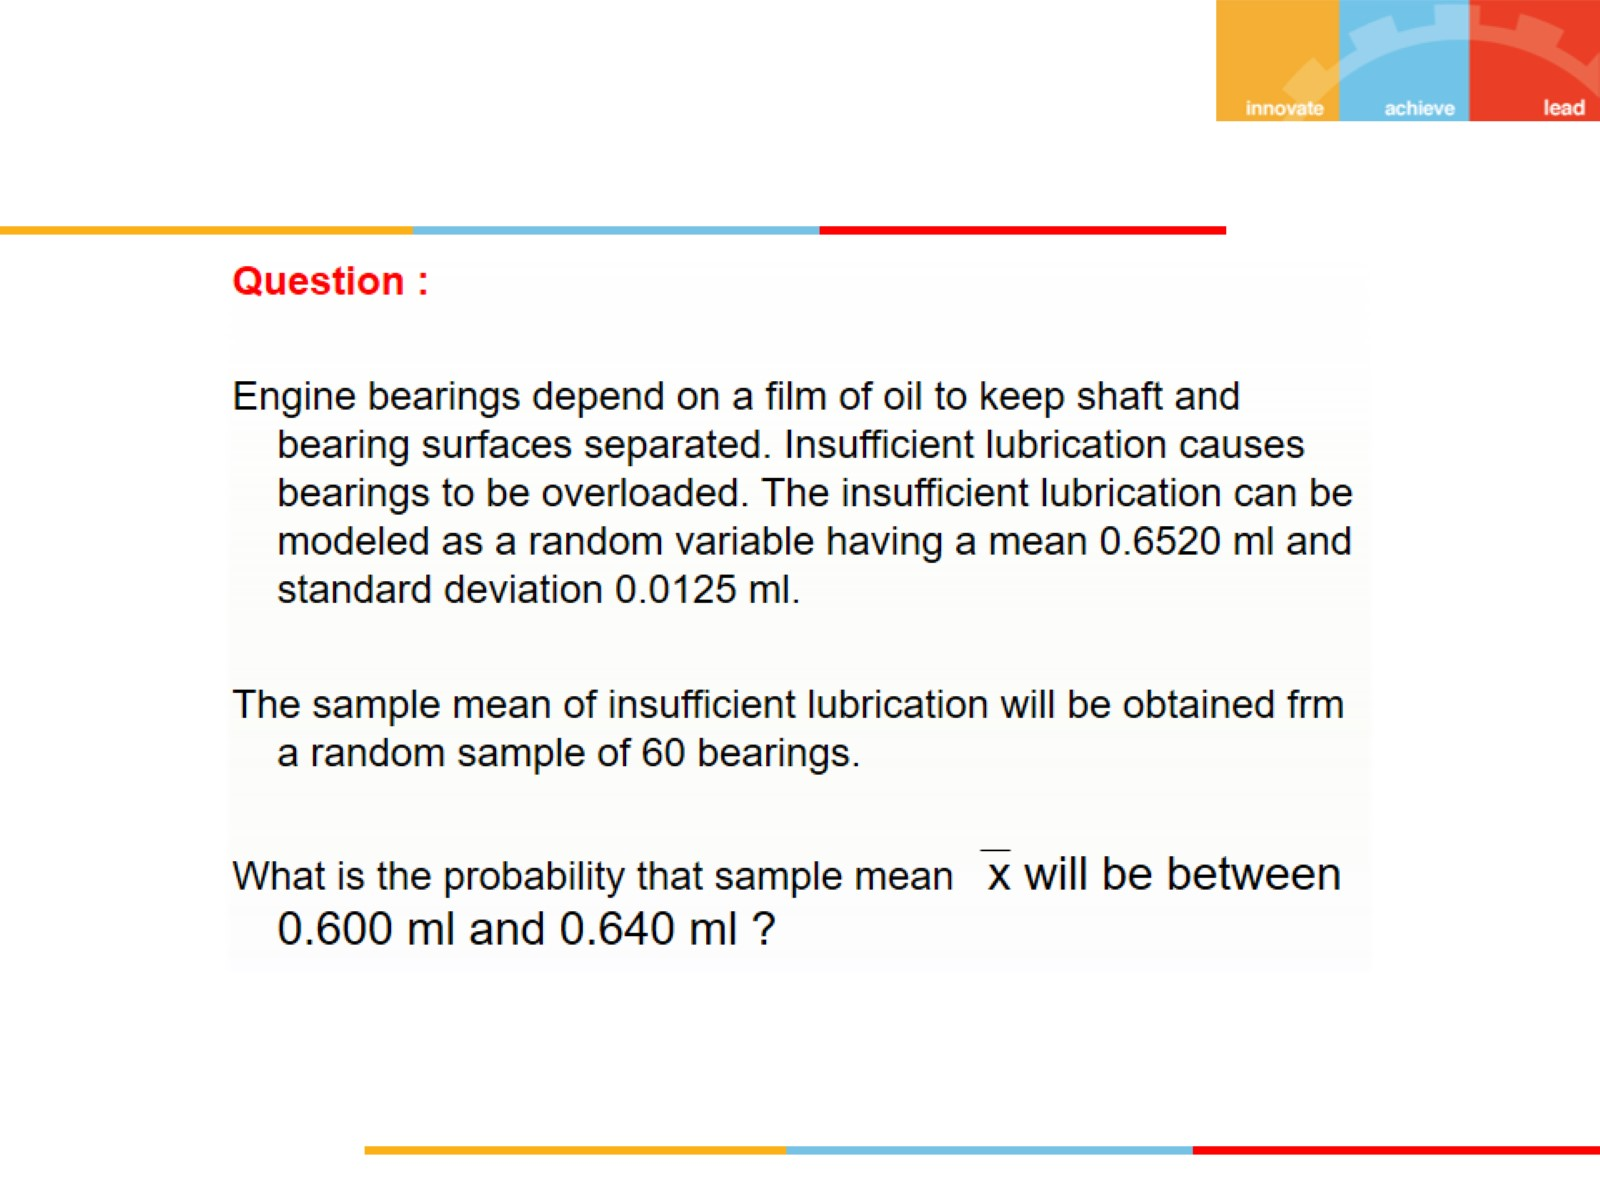 innovate achieve lead
Question :
Engine bearings depend on a film of oil to keep shaft and
bearing surfaces separated. Insufficient lubrication causes
bearings to be overloaded. The insufficient lubrication can be
modeled as a random variable having a mean 0.6520 ml and
standard deviation 0.0125 ml.
The sample mean of insufficient lubrication will be obtained frm
a random sample of 60 bearings.
What is the probability that sample mean x̅ will be between
0.600 ml and 0.640 ml ?